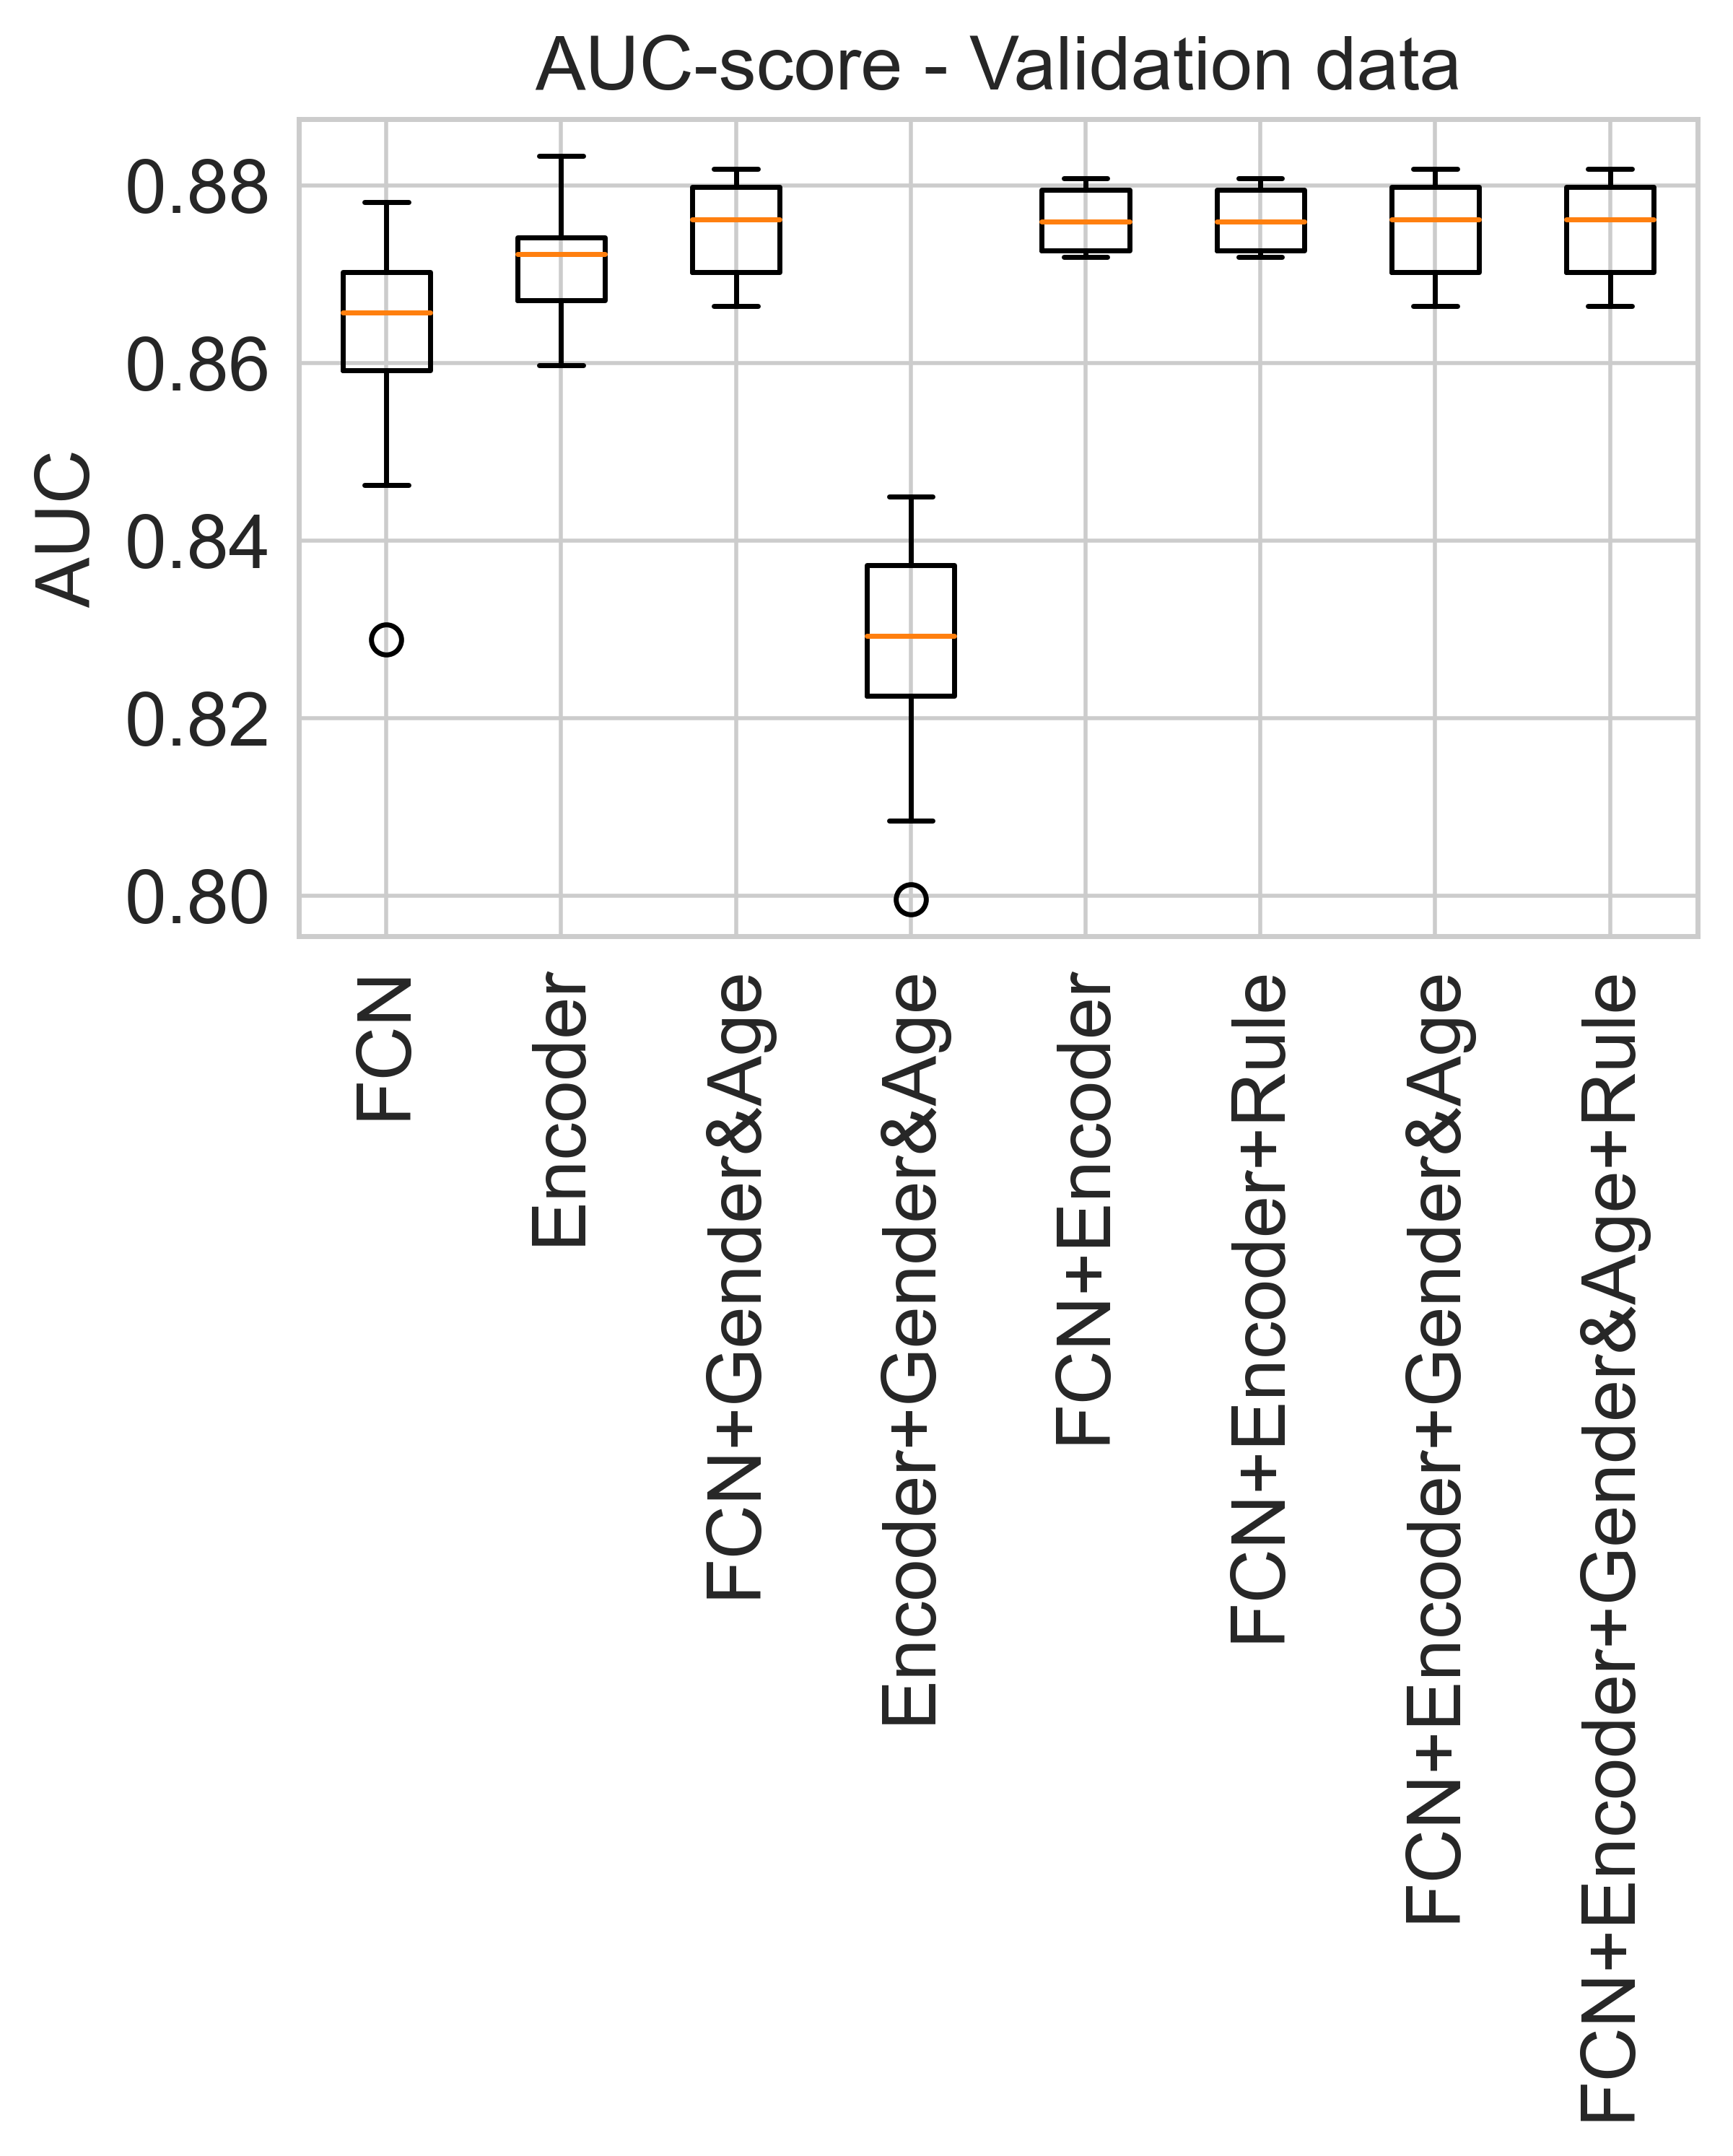 AUC-score - Validation data
AUC
0.88
0.86
0.84
0.82
0.80
FCN
Encoder
FCN+Gender&Age
Encoder+Gender&Age
FCN+Encoder
FCN+Encoder+Rule
FCN+Encoder+Gender&Age
FCN+Encoder+Gender&Age+Rule